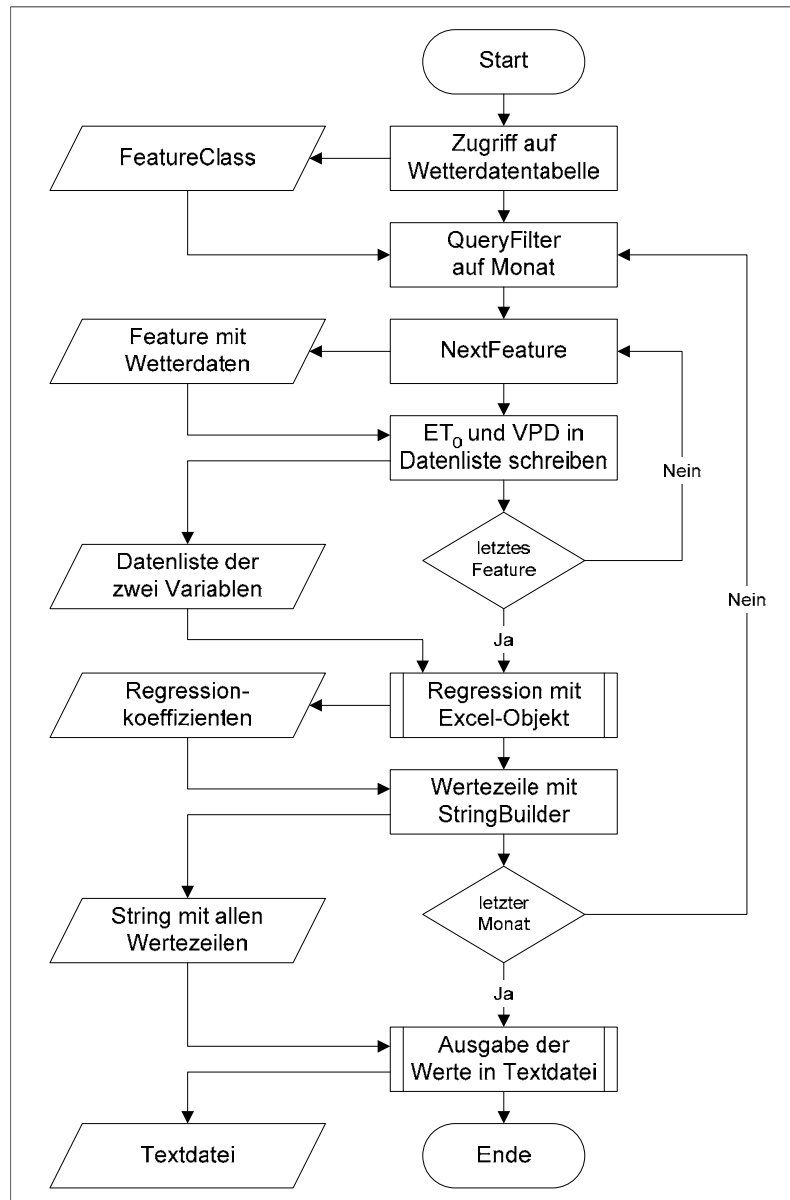 Start
FeatureClass
Zugriff auf
Wetterdatentabelle
QueryFilter
auf Monat
Feature mit
Wetterdaten
NextFeature
ET₀ und VPD in
Datenliste schreiben
Nein
letztes
Feature
Datenliste der
zwei Variablen
Nein
Ja
Regression-
koeffizienten
Regression mit
Excel-Objekt
Wertezeile mit
StringBuilder
String mit allen
Wertezeilen
letzter
Monat
Ja
Ausgabe der
Werte in Textdatei
Textdatei
Ende